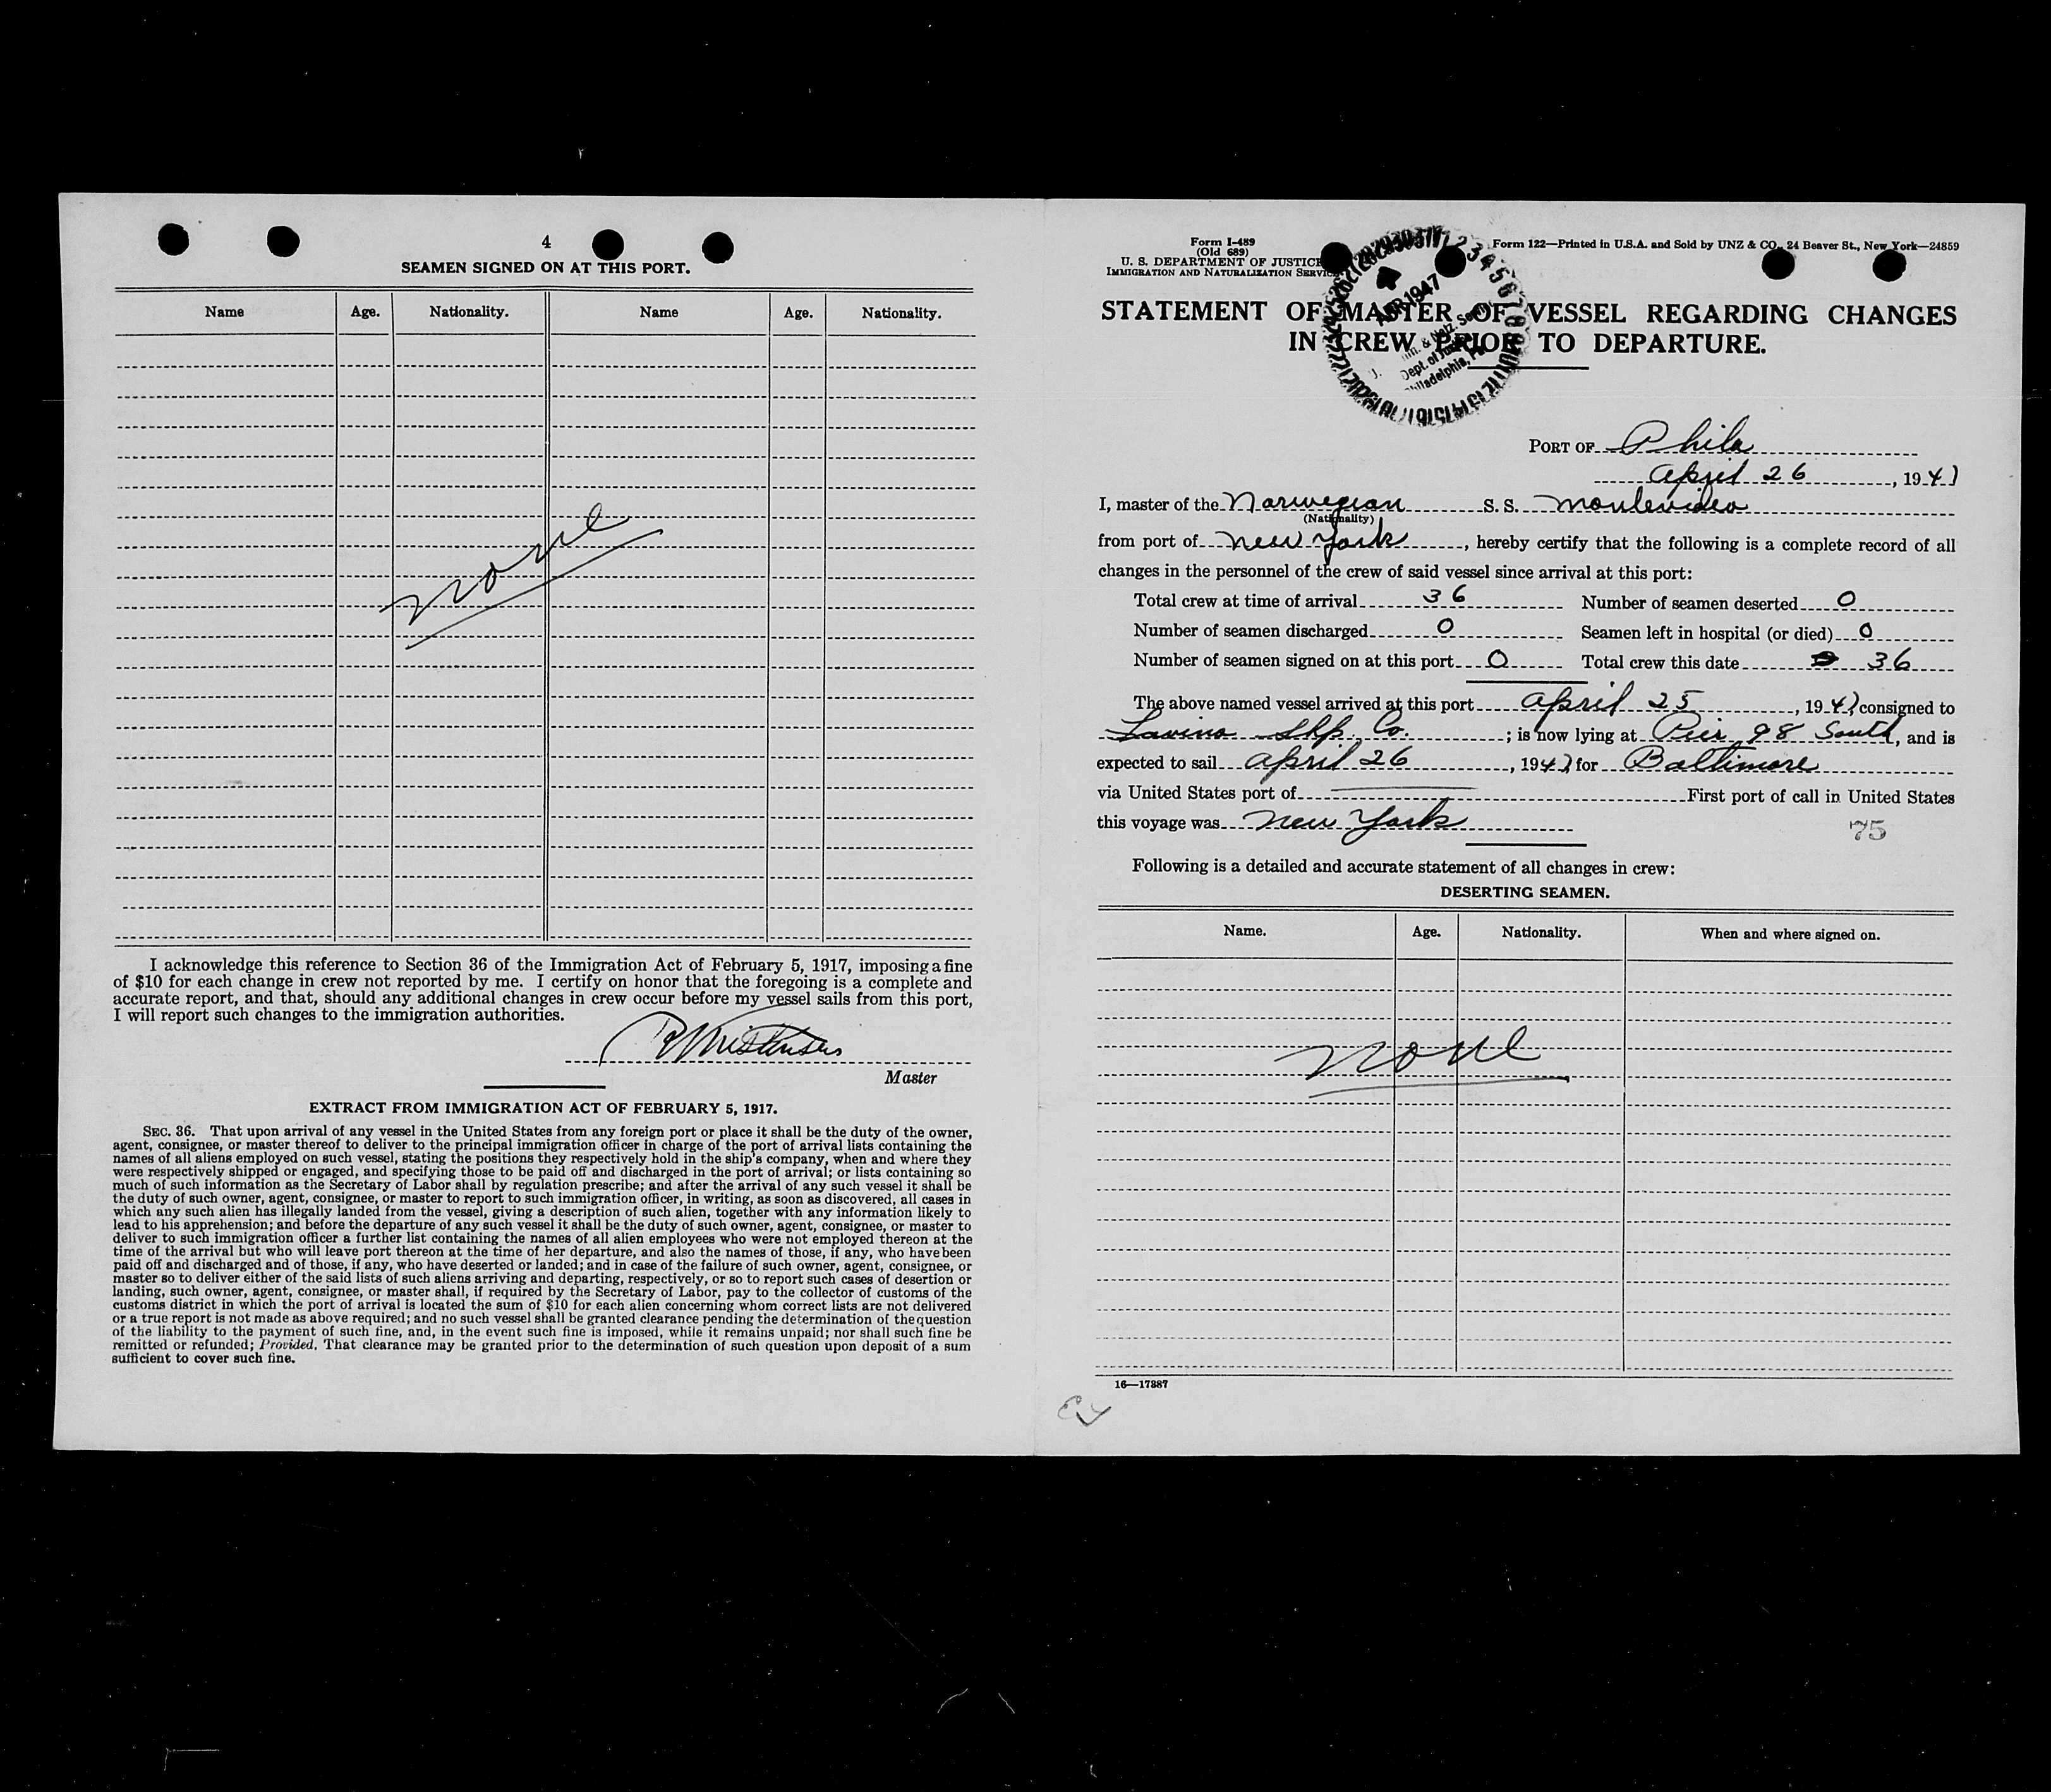 4
SEAMEN SIGNED ON AT THIS PORT.
Name Age. Nationality. Name Age. Nationality.
none
I acknowledge this reference to Section 36 of the Immigration Act of February 5, 1917, imposing a fine
of $10 for each change in crew not reported by me. I certify on honor that the foregoing is a complete and
accurate report, and that, should any additional changes in crew occur before my vessel sails from this port,
I will report such changes to the immigration authorities.
Master
EXTRACT FROM IMMIGRATION ACT OF FEBRUARY 5, 1917.
SEC. 36. That upon arrival of any vessel in the United States from any foreign port or place it shall be the duty of the owner,
agent, consignee, or master thereof to deliver to the principal immigration officer in charge of the port of arrival lists containing the
names of all aliens employed on such vessel, stating the positions they respectively hold in the ship's company, when and where they
were respectively shipped or engaged, and specifying those to be paid off and discharged in the port of arrival; or lists containing so
much of such information as the Secretary of Labor shall by regulation prescribe; and after the arrival of any such vessel it shall be
the duty of such owner, agent, consignee, or master to report to such immigration officer, in writing, as soon as discovered, all cases in
which any such alien has illegally landed from the vessel, giving a description of such alien, together with any information likely to
lead to his apprehension; and before the departure of any such vessel it shall be the duty of such owner, agent, consignee, or master to
deliver to such immigration officer a further list containing the names of all alien employees who were not employed thereon at the
time of the arrival but who will leave port thereon at the time of her departure, and also the names of those, if any, who have been
paid off and discharged and of those, if any, who have deserted or landed; and in case of the failure of such owner, agent, consignee, or
master so to deliver either of the said lists of such aliens arriving and departing, respectively, or so to report such cases of desertion or
landing, such owner, agent, consignee, or master shall, if required by the Secretary of Labor, pay to the collector of customs of the
customs district in which the port of arrival is located the sum of $10 for each alien concerning whom correct lists are not delivered
or a true report is not made as above required; and no such vessel shall be granted clearance pending the determination of the question
of the liability to the payment of such fine, and, in the event such fine is imposed, while it remains unpaid; nor shall such fine be
remitted or refunded; Provided, That clearance may be granted prior to the determination of such question upon deposit of a sum
sufficient to cover such fine.
Form I-489
(Old 689)
U. S. DEPARTMENT OF JUSTICE
IMMIGRATION AND NATURALIZATION SERVICE
Form 122—Printed in U.S.A. and Sold by UNZ & CO., 24 Beaver St., New York—24859
APR 1947
Imm. & Natz. Serv.
Dept. of Justice
Philadelphia, Pa.
STATEMENT OF MASTER OF VESSEL REGARDING CHANGES
IN CREW PRIOR TO DEPARTURE.
PORT OF Phila
April 26, 1947
I, master of the Norwegian S. S. Montevideo
(Nationality)
from port of New York, hereby certify that the following is a complete record of all
changes in the personnel of the crew of said vessel since arrival at this port:
Total crew at time of arrival 36 Number of seamen deserted 0
Number of seamen discharged 0 Seamen left in hospital (or died) 0
Number of seamen signed on at this port 0 Total crew this date 36
The above named vessel arrived at this port April 25, 1947, consigned to
Lavino Shp. Co.; is now lying at Pier 98 South, and is
expected to sail April 26, 1947, for Baltimore
via United States port of First port of call in United States
this voyage was New York
75
Following is a detailed and accurate statement of all changes in crew:
DESERTING SEAMEN.
Name. Age. Nationality. When and where signed on.
none
16—17887